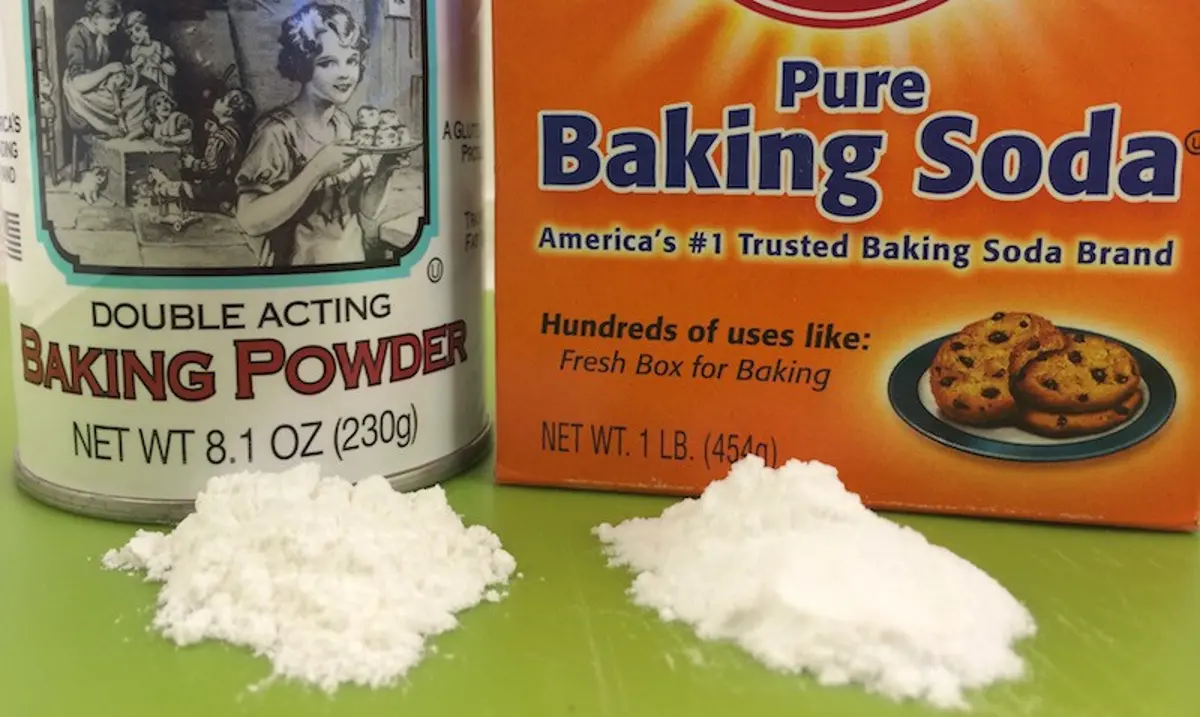 DOUBLE ACTING
BAKING POWDER
NET WT 8.1 OZ (230g)
Pure
Baking Soda
America's #1 Trusted Baking Soda Brand
Hundreds of uses like:
Fresh Box for Baking
NET WT. 1 LB. (454g)